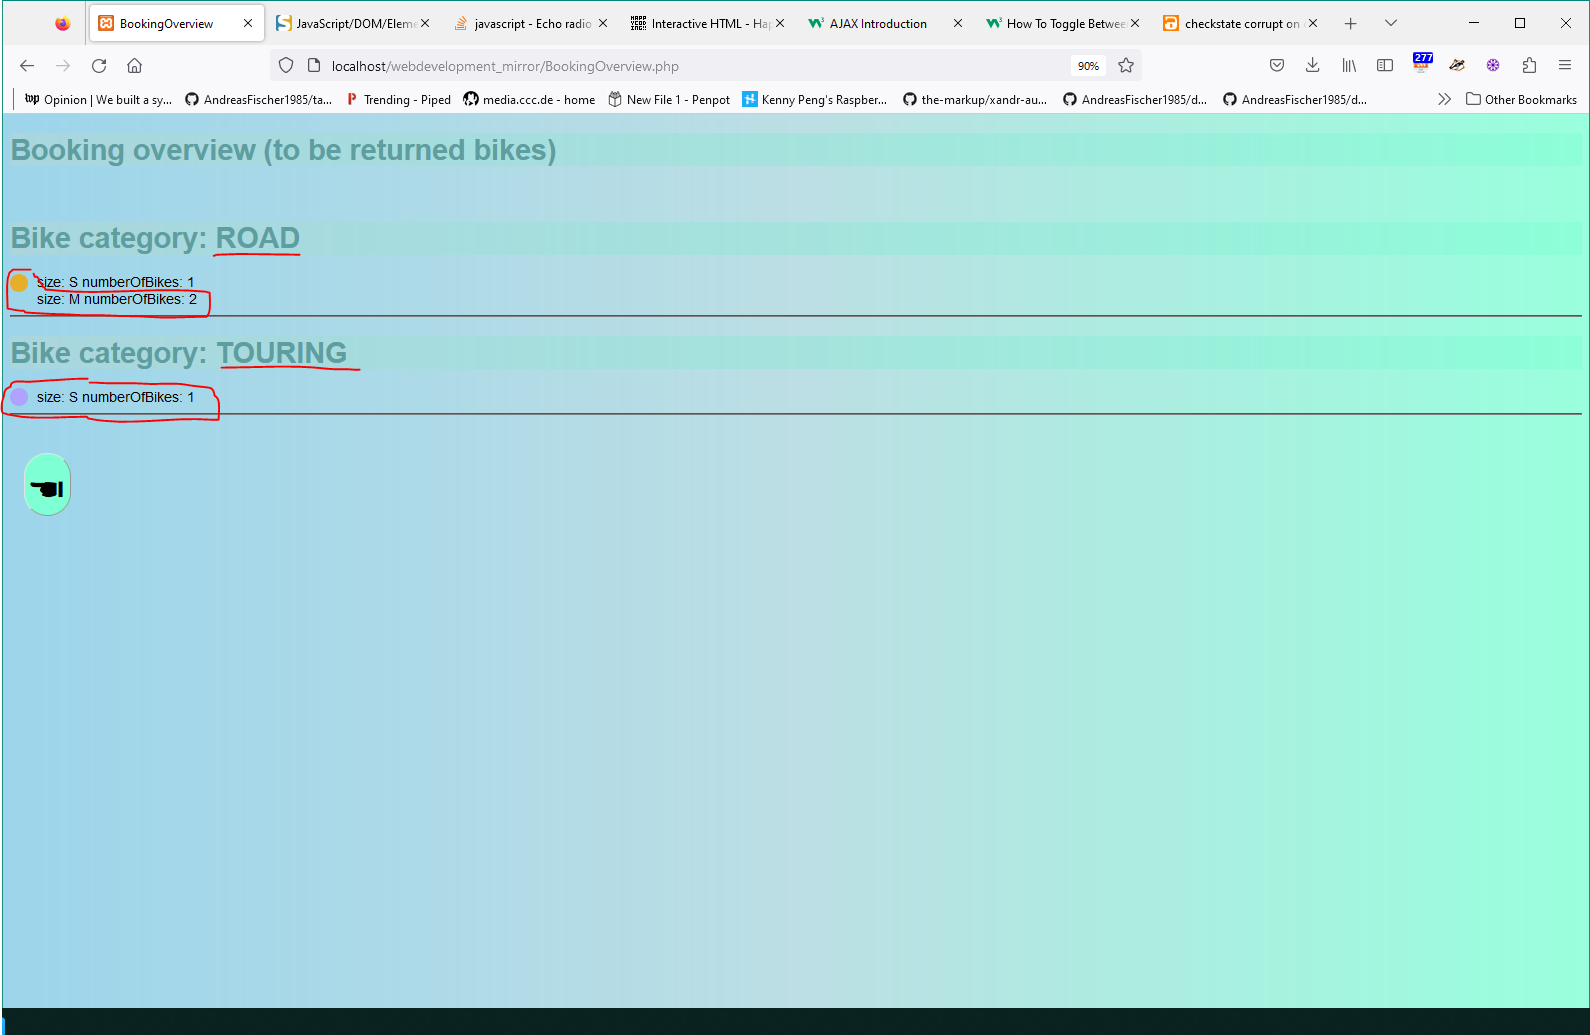 BookingOverview
JavaScript/DOM/Eleme
javascript - Echo radio
Interactive HTML - Ha
AJAX Introduction
How To Toggle Betwee
checkstate corrupt on
localhost/webdevelopment_mirror/BookingOverview.php
90%
277
wp Opinion | We built a sy...
AndreasFischer1985/ta...
Trending - Piped
media.ccc.de - home
New File 1 - Penpot
Kenny Peng's Raspber...
the-markup/xandr-au...
AndreasFischer1985/d...
AndreasFischer1985/d...
Other Bookmarks
Booking overview (to be returned bikes)
Bike category: ROAD
size: S numberOfBikes: 1
size: M numberOfBikes: 2
Bike category: TOURING
size: S numberOfBikes: 1